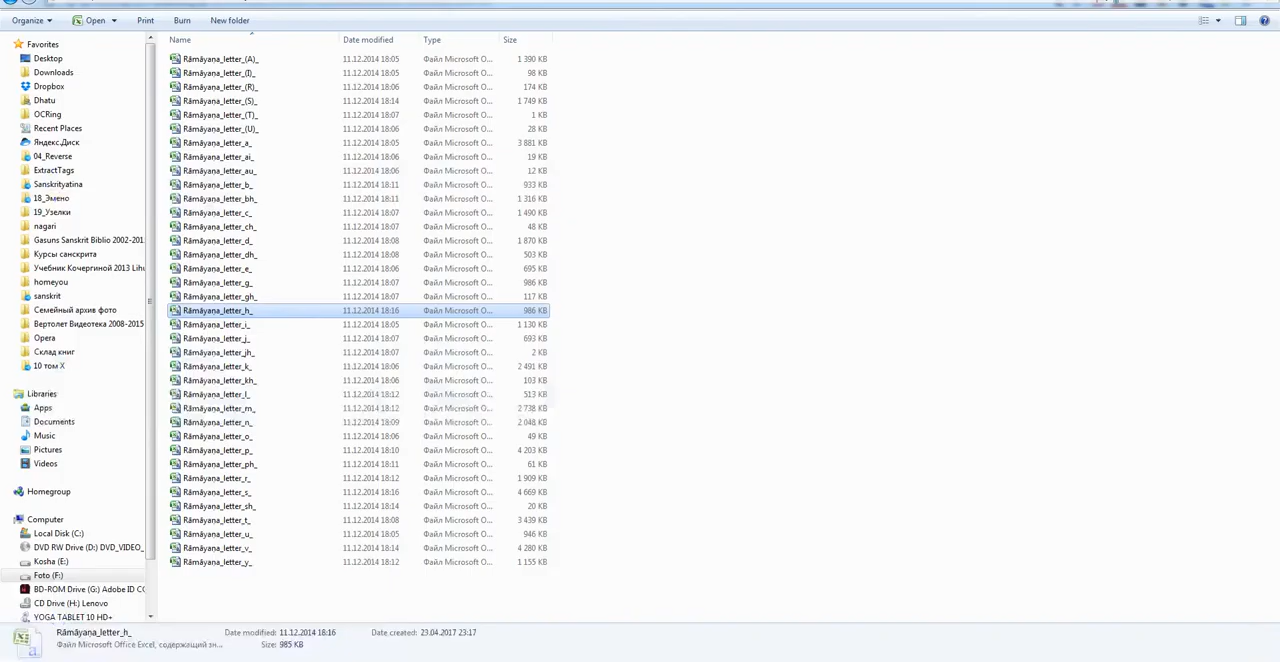 Organize Open Print Burn New folder
Name Date modified Type Size
Favorites
Desktop
Downloads
Dropbox
Dhatu
OCRing
Recent Places
Яндекс.Диск
04_Reverse
ExtractTags
Sanskrityatina
18_Эмено
19_Узелки
nagari
Gasuns Sanskrit Biblio 2002-201
Курсы санскрита
Учебник Кочергиной 2013 Lihu
homeyou
sanskrit
Семейный архив фото
Вертолет Видеотека 2008-2015
Opera
Склад книг
10 том X
Libraries
Apps
Documents
Music
Pictures
Videos
Homegroup
Computer
Local Disk (C:)
DVD RW Drive (D:) DVD_VIDEO_
Kosha (E:)
Foto (F:)
BD-ROM Drive (G:) Adobe ID CC
CD Drive (H:) Lenovo
YOGA TABLET 10 HD+
Rāmāyaṇa_letter_(A)_ 11.12.2014 18:05 Файл Microsoft O... 1 390 KB
Rāmāyaṇa_letter_(I)_ 11.12.2014 18:05 Файл Microsoft O... 98 KB
Rāmāyaṇa_letter_(R)_ 11.12.2014 18:06 Файл Microsoft O... 174 KB
Rāmāyaṇa_letter_(S)_ 11.12.2014 18:14 Файл Microsoft O... 1 749 KB
Rāmāyaṇa_letter_(T)_ 11.12.2014 18:07 Файл Microsoft O... 1 KB
Rāmāyaṇa_letter_(U)_ 11.12.2014 18:06 Файл Microsoft O... 28 KB
Rāmāyaṇa_letter_a_ 11.12.2014 18:05 Файл Microsoft O... 3 881 KB
Rāmāyaṇa_letter_ai_ 11.12.2014 18:06 Файл Microsoft O... 19 KB
Rāmāyaṇa_letter_au_ 11.12.2014 18:06 Файл Microsoft O... 12 KB
Rāmāyaṇa_letter_b_ 11.12.2014 18:11 Файл Microsoft O... 933 KB
Rāmāyaṇa_letter_bh_ 11.12.2014 18:11 Файл Microsoft O... 1 316 KB
Rāmāyaṇa_letter_c_ 11.12.2014 18:07 Файл Microsoft O... 1 490 KB
Rāmāyaṇa_letter_ch_ 11.12.2014 18:07 Файл Microsoft O... 48 KB
Rāmāyaṇa_letter_d_ 11.12.2014 18:08 Файл Microsoft O... 1 870 KB
Rāmāyaṇa_letter_dh_ 11.12.2014 18:08 Файл Microsoft O... 503 KB
Rāmāyaṇa_letter_e_ 11.12.2014 18:06 Файл Microsoft O... 695 KB
Rāmāyaṇa_letter_g_ 11.12.2014 18:07 Файл Microsoft O... 986 KB
Rāmāyaṇa_letter_gh_ 11.12.2014 18:07 Файл Microsoft O... 117 KB
Rāmāyaṇa_letter_h_ 11.12.2014 18:16 Файл Microsoft O... 986 KB
Rāmāyaṇa_letter_i_ 11.12.2014 18:05 Файл Microsoft O... 1 130 KB
Rāmāyaṇa_letter_j_ 11.12.2014 18:07 Файл Microsoft O... 693 KB
Rāmāyaṇa_letter_jh_ 11.12.2014 18:07 Файл Microsoft O... 2 KB
Rāmāyaṇa_letter_k_ 11.12.2014 18:06 Файл Microsoft O... 2 491 KB
Rāmāyaṇa_letter_kh_ 11.12.2014 18:06 Файл Microsoft O... 103 KB
Rāmāyaṇa_letter_l_ 11.12.2014 18:12 Файл Microsoft O... 513 KB
Rāmāyaṇa_letter_m_ 11.12.2014 18:12 Файл Microsoft O... 2 738 KB
Rāmāyaṇa_letter_n_ 11.12.2014 18:09 Файл Microsoft O... 2 048 KB
Rāmāyaṇa_letter_o_ 11.12.2014 18:06 Файл Microsoft O... 49 KB
Rāmāyaṇa_letter_p_ 11.12.2014 18:10 Файл Microsoft O... 4 203 KB
Rāmāyaṇa_letter_ph_ 11.12.2014 18:11 Файл Microsoft O... 61 KB
Rāmāyaṇa_letter_r_ 11.12.2014 18:12 Файл Microsoft O... 1 909 KB
Rāmāyaṇa_letter_s_ 11.12.2014 18:16 Файл Microsoft O... 4 669 KB
Rāmāyaṇa_letter_sh_ 11.12.2014 18:14 Файл Microsoft O... 20 KB
Rāmāyaṇa_letter_t_ 11.12.2014 18:08 Файл Microsoft O... 3 439 KB
Rāmāyaṇa_letter_u_ 11.12.2014 18:05 Файл Microsoft O... 946 KB
Rāmāyaṇa_letter_v_ 11.12.2014 18:14 Файл Microsoft O... 4 280 KB
Rāmāyaṇa_letter_y_ 11.12.2014 18:12 Файл Microsoft O... 1 155 KB
Rāmāyaṇa_letter_h_ Date modified: 11.12.2014 18:16 Date created: 23.04.2017 23:17
Файл Microsoft Office Excel, содержащий зн... Size: 985 KB